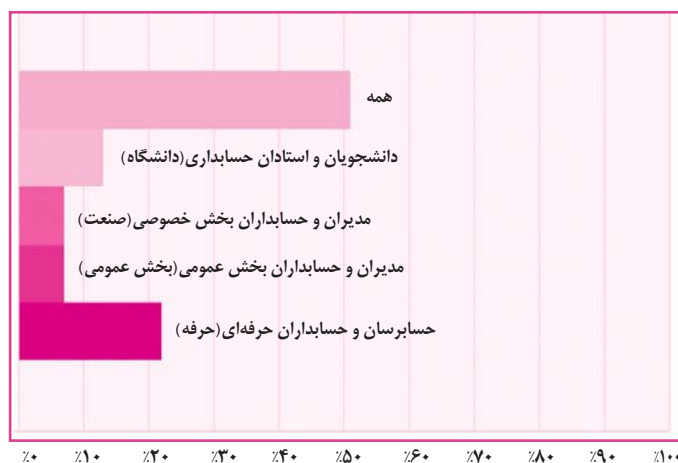 همه
دانشجویان و استادان حسابداری(دانشگاه)
مدیران و حسابداران بخش خصوصی(صنعت)
مدیران و حسابداران بخش عمومی(بخش عمومی)
حسابرسان و حسابداران حرفه‌ای(حرفه)
٪۰ ٪۱۰ ٪۲۰ ٪۳۰ ٪۴۰ ٪۵۰ ٪۶۰ ٪۷۰ ٪۸۰ ٪۹۰ ٪۱۰۰